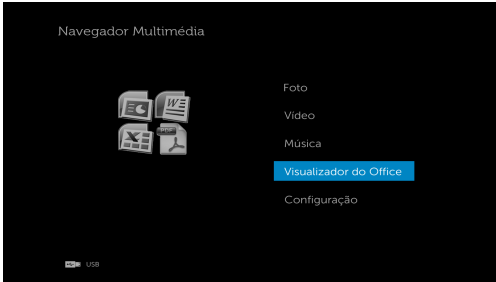 Navegador Multimédia
Foto
Vídeo
Música
Visualizador do Office
Configuração
USB